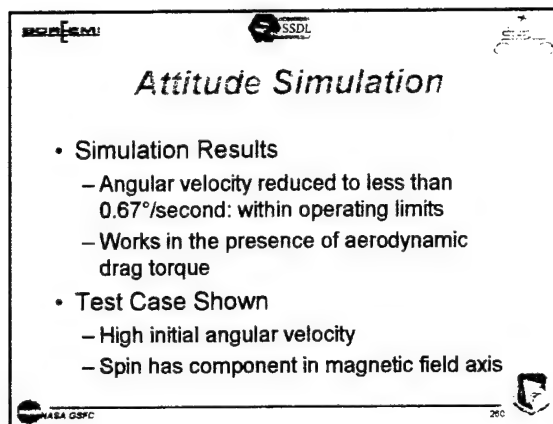 SSDL
Attitude Simulation
• Simulation Results
– Angular velocity reduced to less than
0.67°/second: within operating limits
– Works in the presence of aerodynamic
drag torque
• Test Case Shown
– High initial angular velocity
– Spin has component in magnetic field axis
NASA GSFC